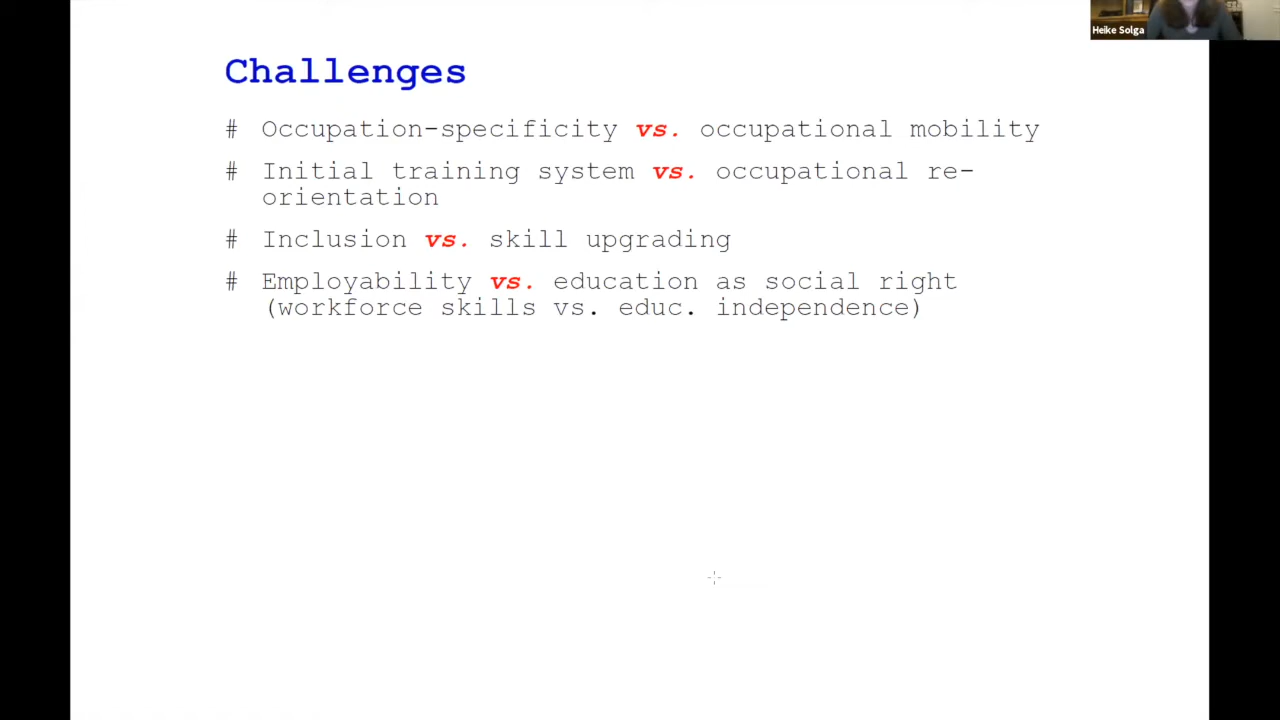 Heike Solga
Challenges
# Occupation-specificity vs. occupational mobility
# Initial training system vs. occupational re-
orientation
# Inclusion vs. skill upgrading
# Employability vs. education as social right
(workforce skills vs. educ. independence)